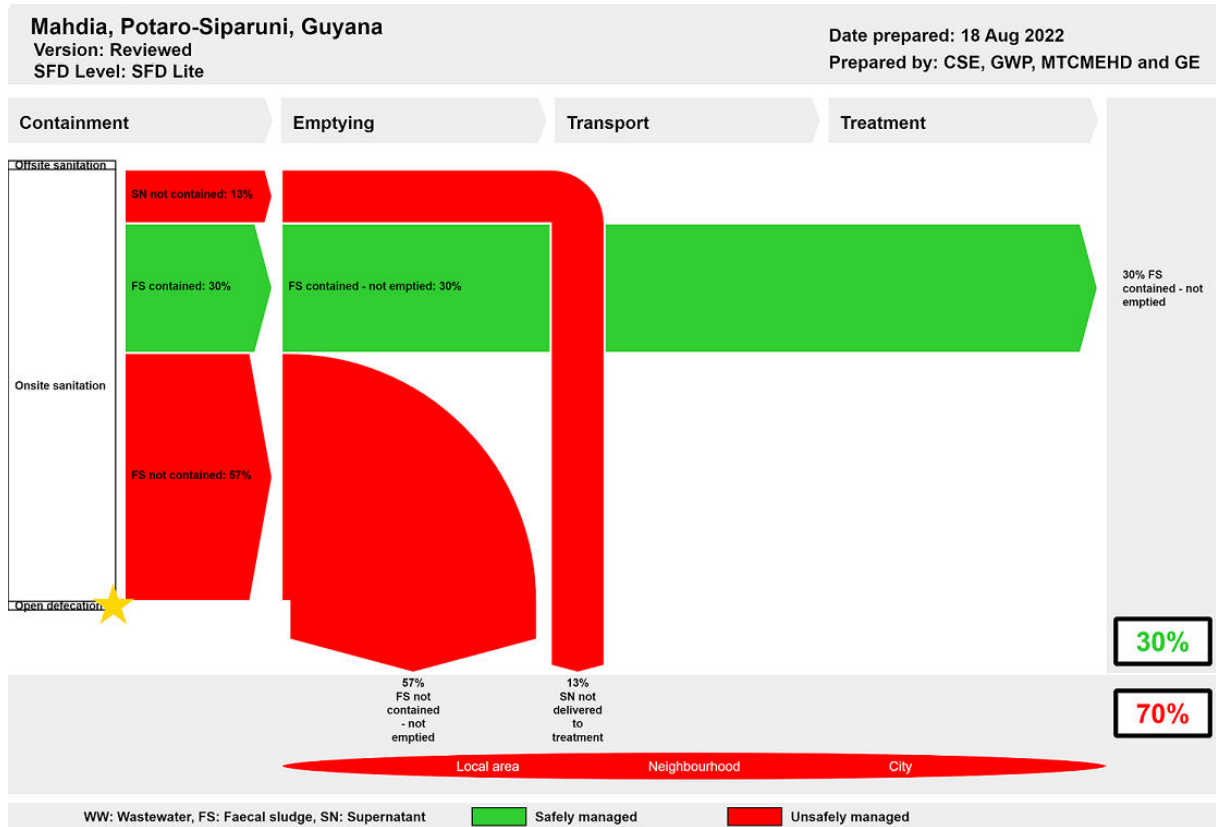 Mahdia, Potaro-Siparuni, Guyana
Version: Reviewed
SFD Level: SFD Lite
Date prepared: 18 Aug 2022
Prepared by: CSE, GWP, MTCMEHD and GE
Containment
Emptying
Transport
Treatment
Offsite sanitation
SN not contained: 13%
FS contained: 30%
FS contained - not emptied: 30%
30% FS
contained - not
emptied
Onsite sanitation
FS not contained: 57%
Open defecation
30%
57%
FS not
contained
- not
emptied
13%
SN not
delivered
to
treatment
70%
Local area
Neighbourhood
City
WW: Wastewater, FS: Faecal sludge, SN: Supernatant
Safely managed
Unsafely managed